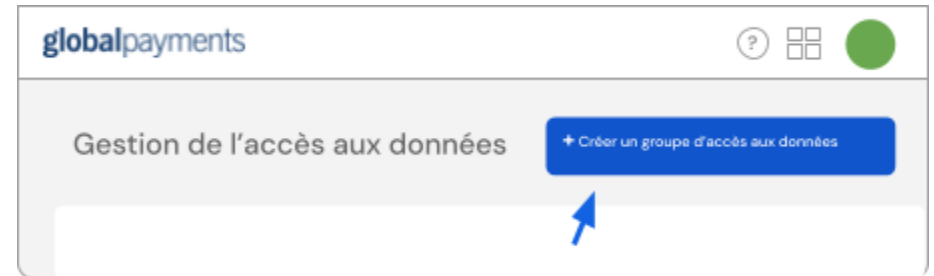 globalpayments
?
Gestion de l'accès aux données
+ Créer un groupe d'accès aux données